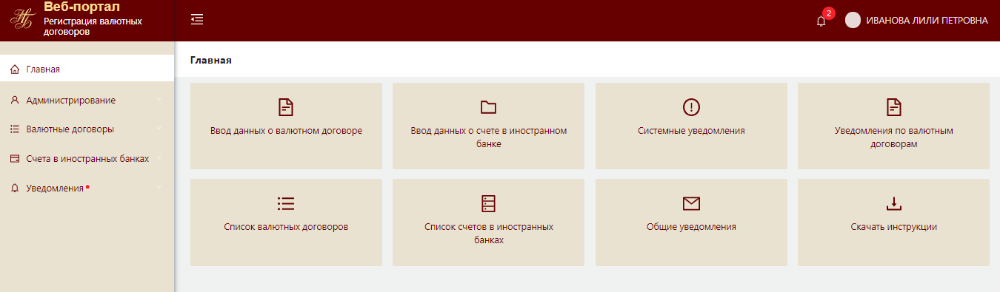 Веб-портал
Регистрация валютных
договоров
2
ИВАНОВА ЛИЛИ ПЕТРОВНА
Главная
Администрирование
Валютные договоры
Счета в иностранных банках
Уведомления
Главная
Ввод данных о валютном договоре
Ввод данных о счете в иностранном
банке
Системные уведомления
Уведомления по валютным
договорам
Список валютных договоров
Список счетов в иностранных
банках
Общие уведомления
Скачать инструкции